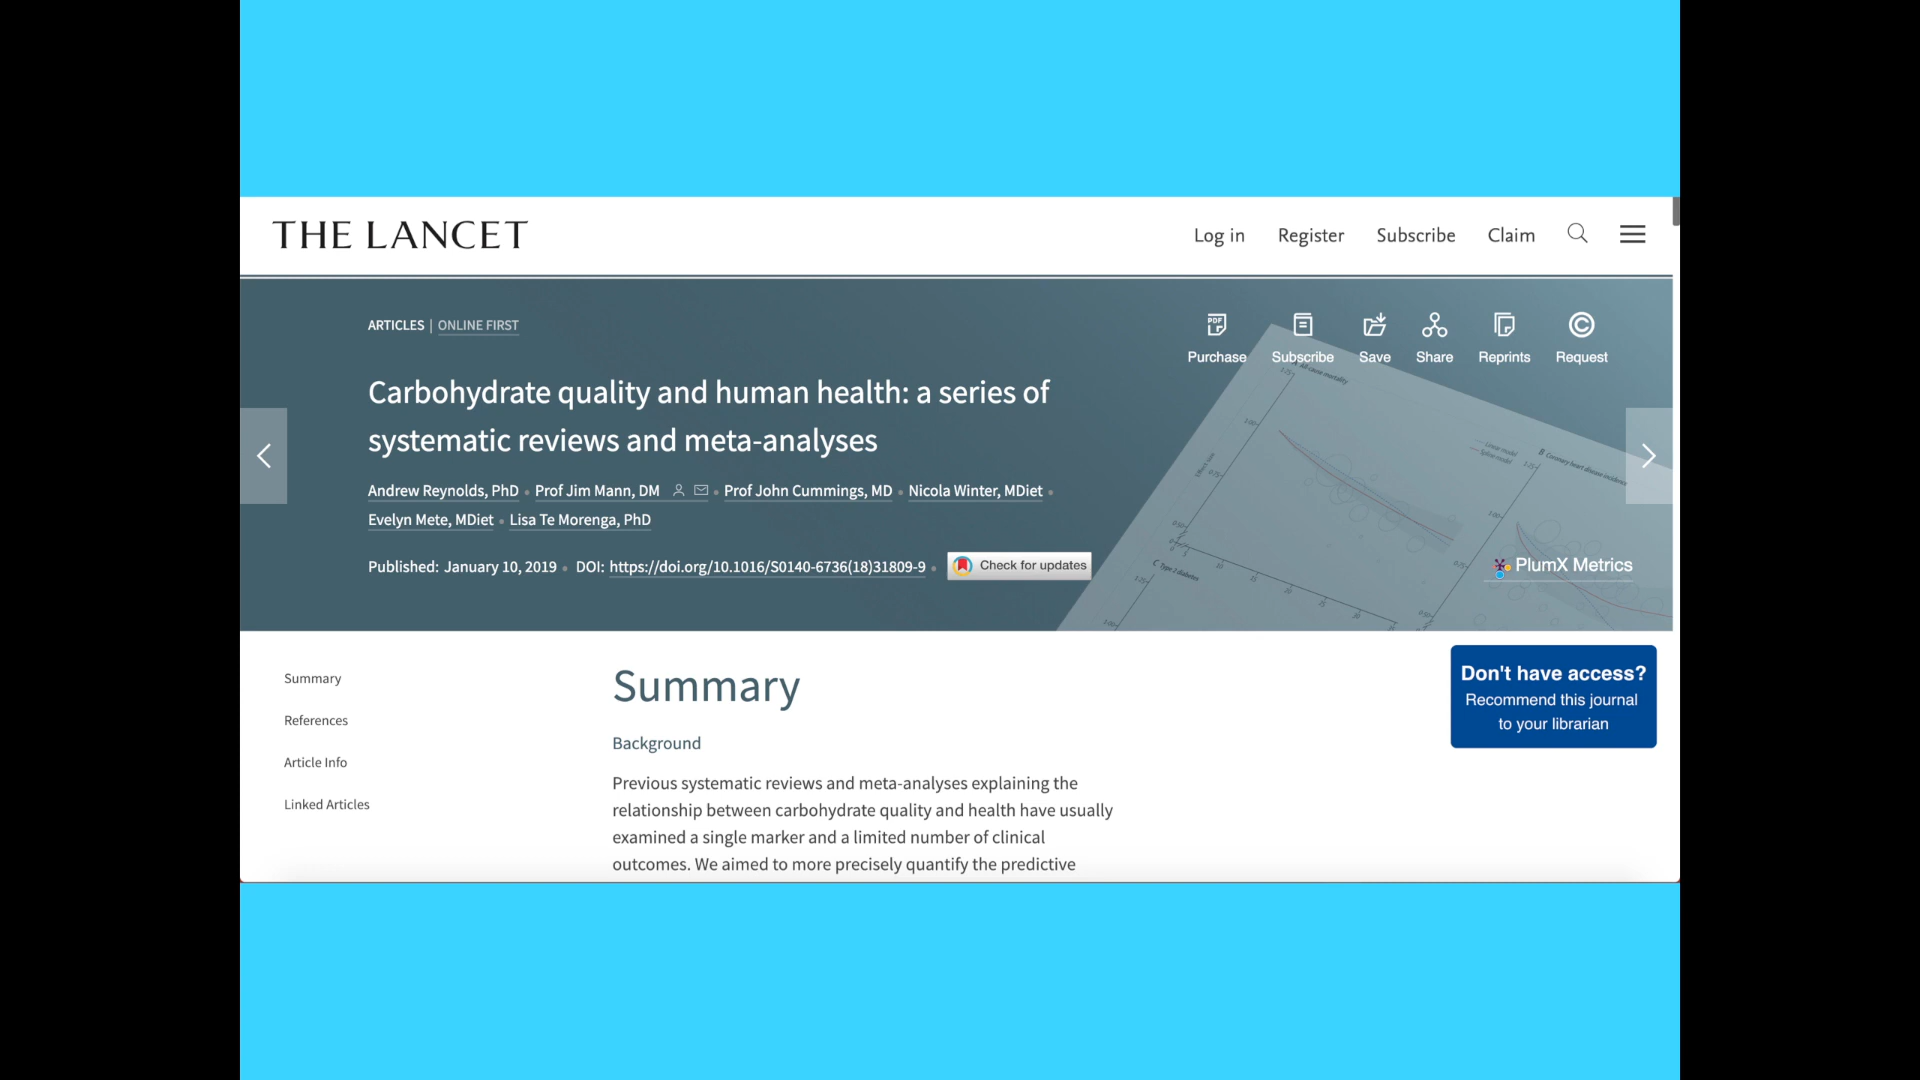 THE LANCET
Log in Register Subscribe Claim
ARTICLES | ONLINE FIRST
Purchase Subscribe Save Share Reprints Request
Carbohydrate quality and human health: a series of
systematic reviews and meta-analyses
Andrew Reynolds, PhD • Prof Jim Mann, DM • Prof John Cummings, MD • Nicola Winter, MDiet •
Evelyn Mete, MDiet • Lisa Te Morenga, PhD
Published: January 10, 2019 • DOI: https://doi.org/10.1016/S0140-6736(18)31809-9 • Check for updates
PlumX Metrics
Summary
References
Article Info
Linked Articles
Summary
Background
Previous systematic reviews and meta-analyses explaining the
relationship between carbohydrate quality and health have usually
examined a single marker and a limited number of clinical
outcomes. We aimed to more precisely quantify the predictive
Don't have access?
Recommend this journal
to your librarian